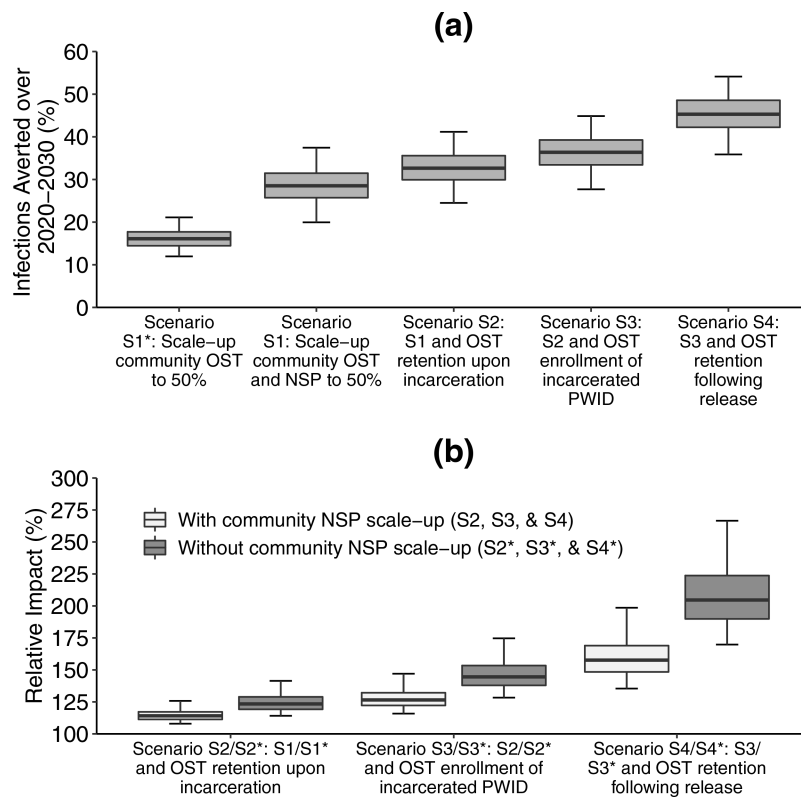 (a)
Infections Averted over
2020−2030 (%)
60
50
40
30
20
10
0
Scenario
S1*: Scale−up
community OST
to 50%
Scenario
S1: Scale−up
community OST
and NSP to 50%
Scenario S2:
S1 and OST
retention upon
incarceration
Scenario S3:
S2 and OST
enrollment of
incarcerated
PWID
Scenario S4:
S3 and OST
retention
following
release
(b)
Relative Impact (%)
300
275
250
225
200
175
150
125
100
With community NSP scale−up (S2, S3, & S4)
Without community NSP scale−up (S2*, S3*, & S4*)
Scenario S2/S2*: S1/S1*
and OST retention upon
incarceration
Scenario S3/S3*: S2/S2*
and OST enrollment of
incarcerated PWID
Scenario S4/S4*: S3/
S3* and OST retention
following release